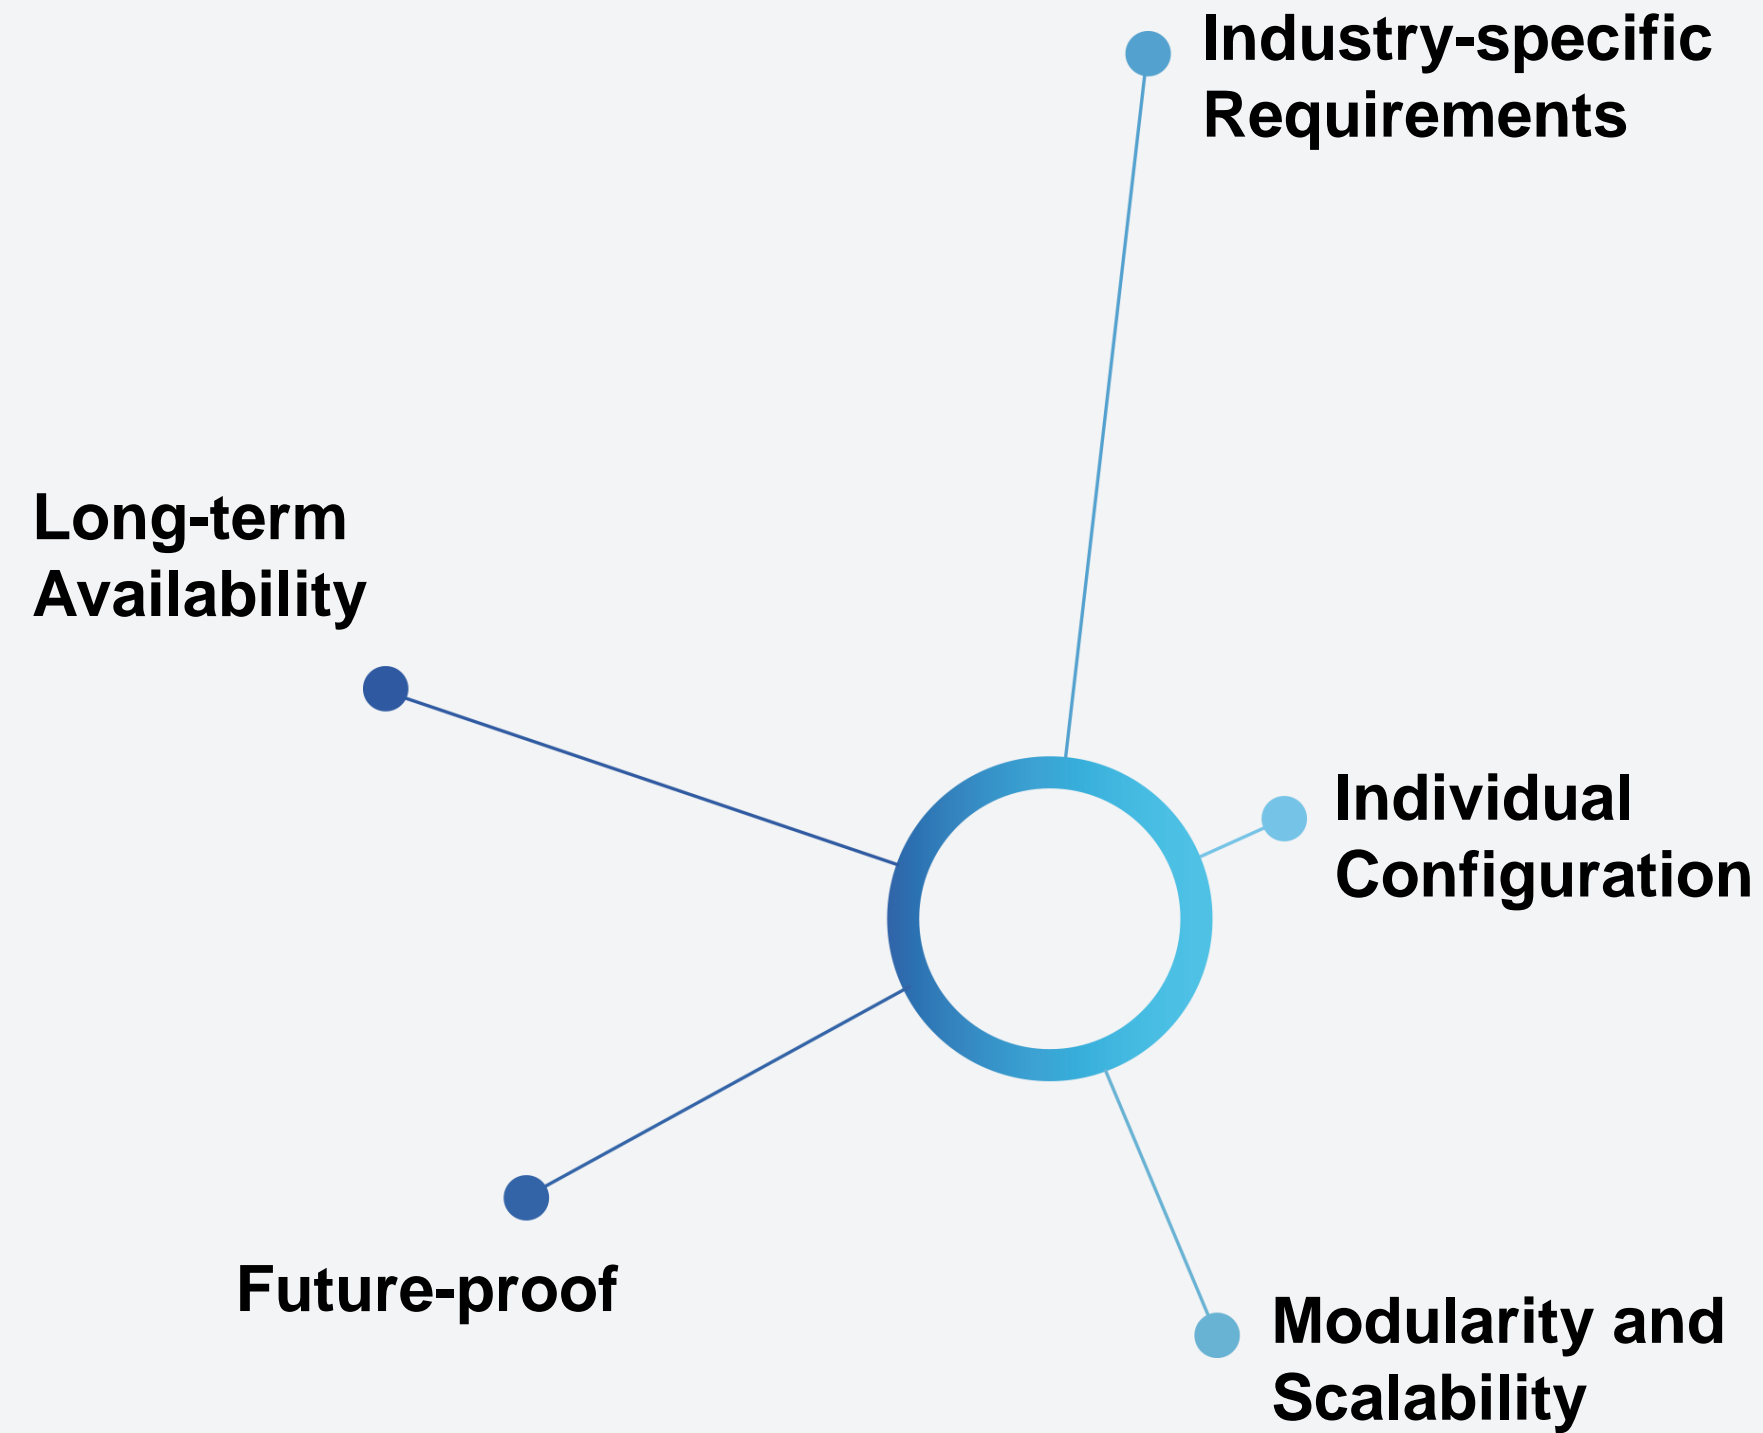 Industry-specific
Requirements
Long-term
Availability
Individual
Configuration
Future-proof
Modularity and
Scalability